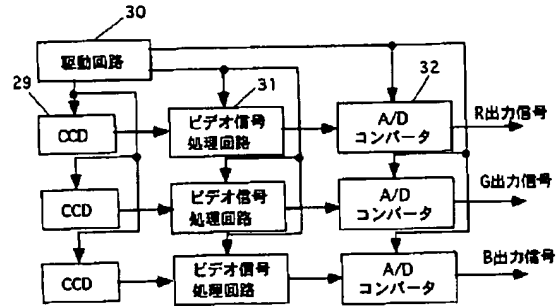 30
駆動回路
29
31
32
CCD
ビデオ信号
処理回路
A/D
コンバータ
R出力信号
CCD
ビデオ信号
処理回路
A/D
コンバータ
G出力信号
CCD
ビデオ信号
処理回路
A/D
コンバータ
B出力信号